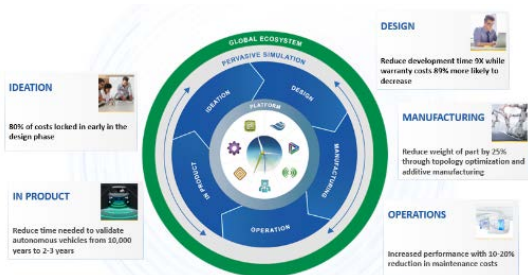 IDEATION
80% of costs locked in early in the
design phase
IN PRODUCT
Reduce time needed to validate
autonomous vehicles from 10,000
years to 2-3 years
GLOBAL ECOSYSTEM
PERVASIVE SIMULATION
IDEATION
DESIGN
PLATFORM
IN PRODUCT
MANUFACTURING
OPERATION
DESIGN
Reduce development time 9X while
warranty costs 89% more likely to
decrease
MANUFACTURING
Reduce weight of part by 25%
through topology optimization and
additive manufacturing
OPERATIONS
Increased performance with 10-20%
reduction in maintenance costs